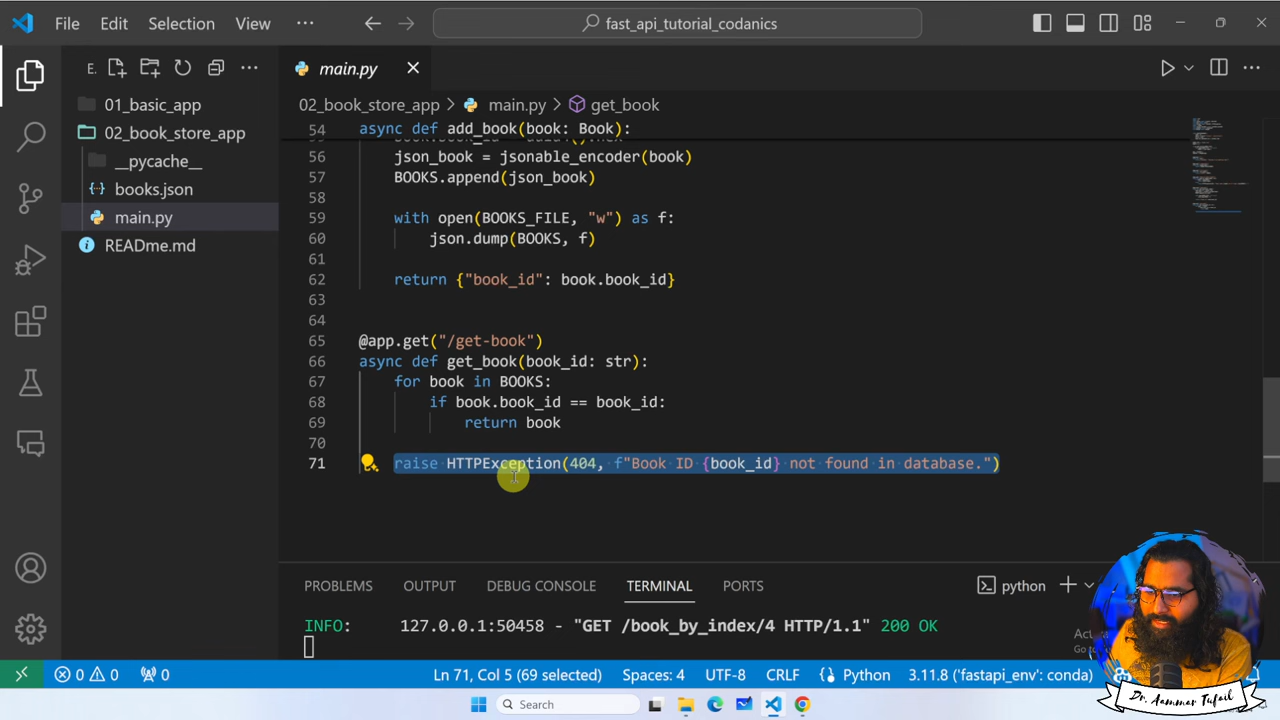 File Edit Selection View ··· fast_api_tutorial_codanics
E. ··· main.py
01_basic_app
02_book_store_app
__pycache__
books.json
main.py
READme.md
02_book_store_app > main.py > get_book
54 async def add_book(book: Book):
56 json_book = jsonable_encoder(book)
57 BOOKS.append(json_book)
58
59 with open(BOOKS_FILE, "w") as f:
60 json.dump(BOOKS, f)
61
62 return {"book_id": book.book_id}
63
64
65 @app.get("/get-book")
66 async def get_book(book_id: str):
67 for book in BOOKS:
68 if book.book_id == book_id:
69 return book
70
71 raise HTTPException(404, f"Book ID {book_id} not found in database.")
PROBLEMS OUTPUT DEBUG CONSOLE TERMINAL PORTS python
INFO: 127.0.0.1:50458 - "GET /book_by_index/4 HTTP/1.1" 200 OK
0 0 0 Ln 71, Col 5 (69 selected) Spaces: 4 UTF-8 CRLF Python 3.11.8 ('fastapi_env': conda)
Dr. Aammar Tufail
Search